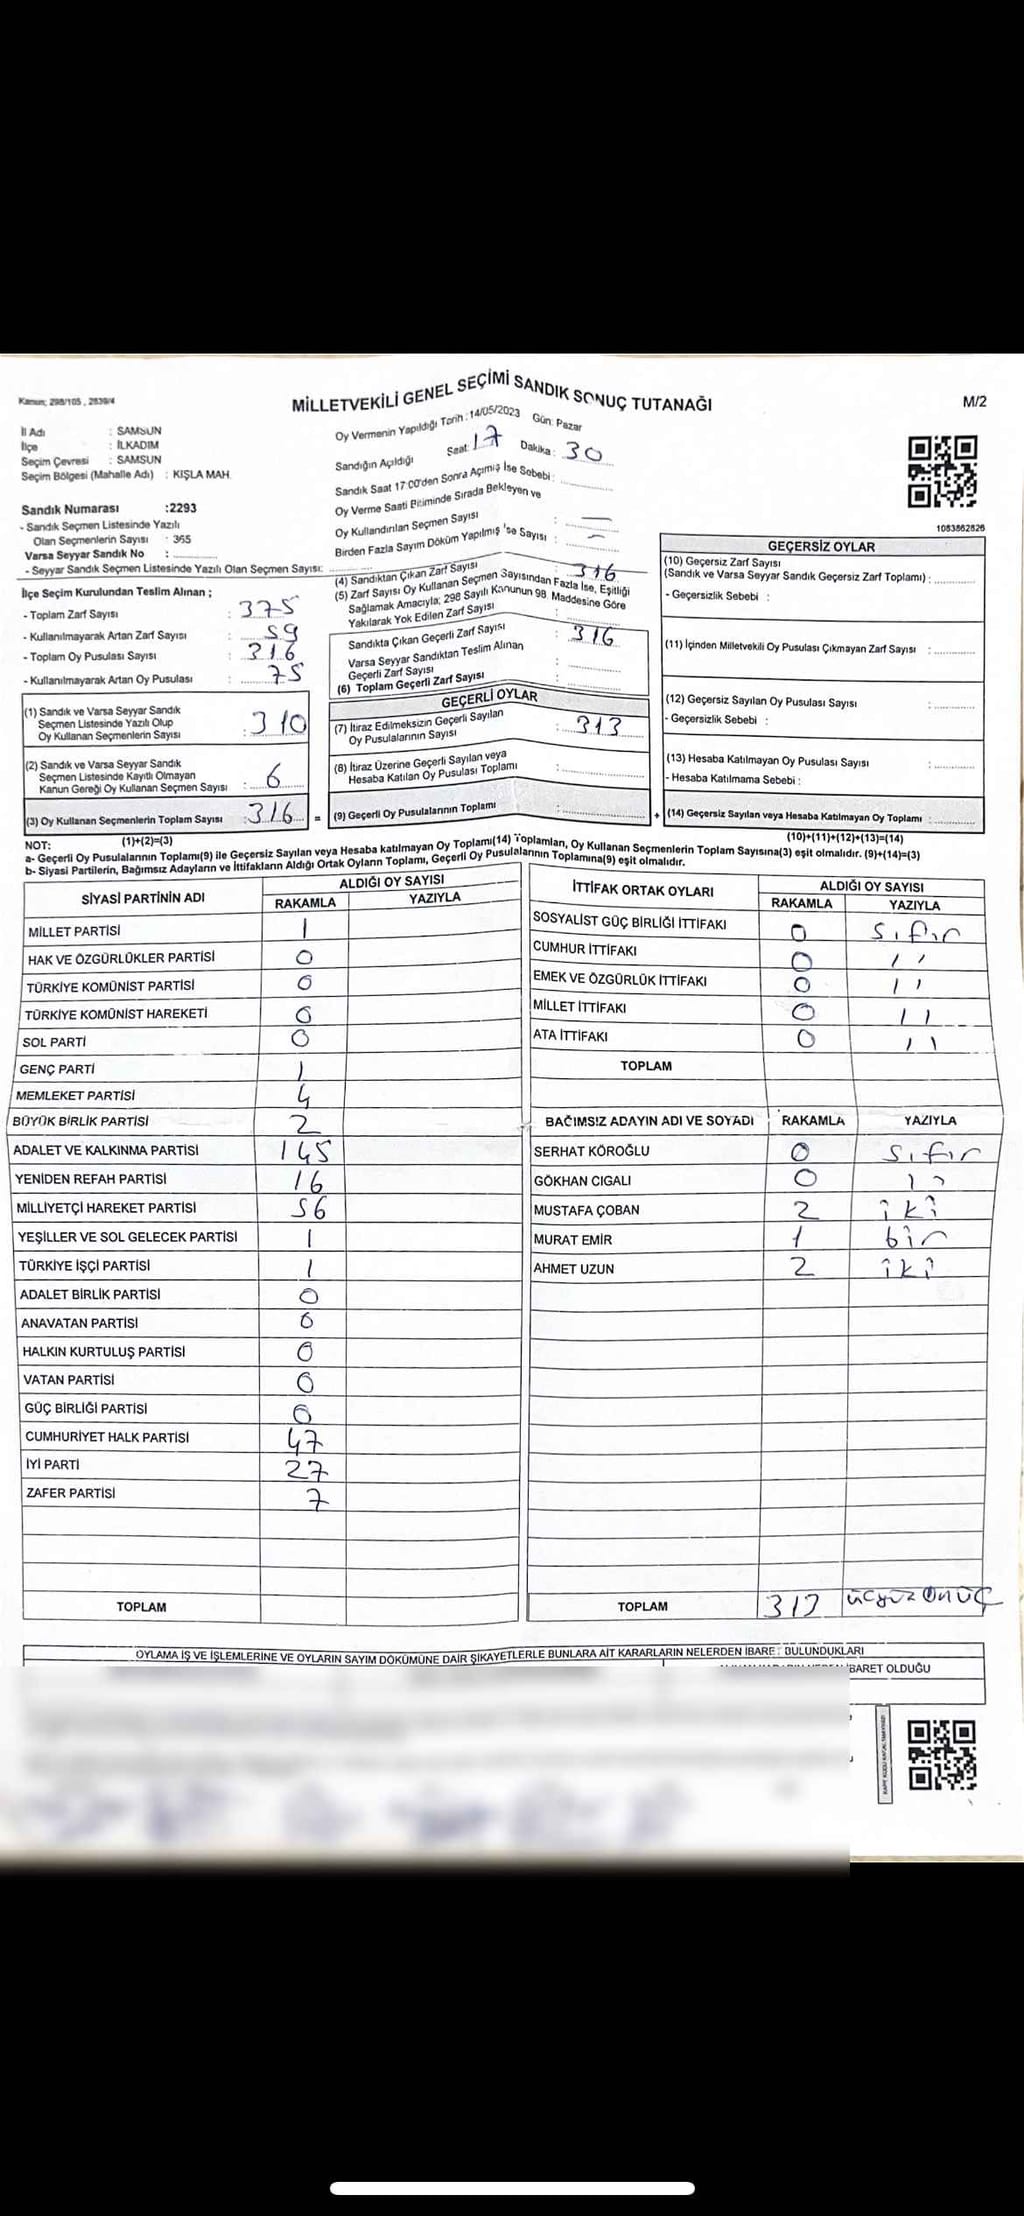 Kanun; 298/105 , 2839/4
MİLLETVEKİLİ GENEL SEÇİMİ SANDIK SONUÇ TUTANAĞI
M/2
İl Adı : SAMSUN
İlçe : İLKADIM
Seçim Çevresi : SAMSUN
Seçim Bölgesi (Mahalle Adı) : KIŞLA MAH.
Oy Vermenin Yapıldığı Tarih : 14/05/2023 Gün: Pazar
Sandığın Açıldığı Saat: 17 Dakika: 30
Sandık Saat 17:00'den Sonra Açımış İse Sebebi :
Oy Verme Saati Bitiminde Sırada Bekleyen ve
Oy Kullandırılan Seçmen Sayısı : —
Birden Fazla Sayım Döküm Yapılmış 'se Sayısı : —
1083862826
Sandık Numarası :2293
- Sandık Seçmen Listesinde Yazılı
Olan Seçmenlerin Sayısı : 365
Varsa Seyyar Sandık No :
- Seyyar Sandık Seçmen Listesinde Yazılı Olan Seçmen Sayısı:
İlçe Seçim Kurulundan Teslim Alınan ;
- Toplam Zarf Sayısı : 375
- Kullanılmayarak Artan Zarf Sayısı : 59
- Toplam Oy Pusulası Sayısı : 316
- Kullanılmayarak Artan Oy Pusulası : 75
(1) Sandık ve Varsa Seyyar Sandık
Seçmen Listesinde Yazılı Olup
Oy Kullanan Seçmenlerin Sayısı : 310
(2) Sandık ve Varsa Seyyar Sandık
Seçmen Listesinde Kayıtlı Olmayan
Kanun Gereği Oy Kullanan Seçmen Sayısı : 6
(3) Oy Kullanan Seçmenlerin Toplam Sayısı : 316 =
(4) Sandıktan Çıkan Zarf Sayısı : 316
(5) Zarf Sayısı Oy Kullanan Seçmen Sayısından Fazla İse, Eşitliği
Sağlamak Amacıyla; 298 Sayılı Kanunun 98. Maddesine Göre
Yakılarak Yok Edilen Zarf Sayısı :
Sandıkta Çıkan Geçerli Zarf Sayısı : 316
Varsa Seyyar Sandıktan Teslim Alınan
Geçerli Zarf Sayısı :
(6) Toplam Geçerli Zarf Sayısı :
GEÇERLİ OYLAR
(7) İtiraz Edilmeksizin Geçerli Sayılan
Oy Pusulalarının Sayısı : 313
(8) İtiraz Üzerine Geçerli Sayılan veya
Hesaba Katılan Oy Pusulası Toplamı :
(9) Geçerli Oy Pusulalarının Toplamı : +
GEÇERSİZ OYLAR
(10) Geçersiz Zarf Sayısı
(Sandık ve Varsa Seyyar Sandık Geçersiz Zarf Toplamı) :
- Geçersizlik Sebebi :
(11) İçinden Milletvekili Oy Pusulası Çıkmayan Zarf Sayısı :
(12) Geçersiz Sayılan Oy Pusulası Sayısı :
- Geçersizlik Sebebi :
(13) Hesaba Katılmayan Oy Pusulası Sayısı :
- Hesaba Katılmama Sebebi :
(14) Geçersiz Sayılan veya Hesaba Katılmayan Oy Toplamı :
NOT: (1)+(2)=(3) (10)+(11)+(12)+(13)=(14)
a- Geçerli Oy Pusulalarının Toplamı(9) ile Geçersiz Sayılan veya Hesaba katılmayan Oy Toplamı(14) Toplamları, Oy Kullanan Seçmenlerin Toplam Sayısına(3) eşit olmalıdır. (9)+(14)=(3)
b- Siyasi Partilerin, Bağımsız Adayların ve İttifakların Aldığı Ortak Oyların Toplamı, Geçerli Oy Pusulalarının Toplamına(9) eşit olmalıdır.
SİYASİ PARTİNİN ADI ALDIĞI OY SAYISI
RAKAMLA YAZIYLA
MİLLET PARTİSİ 1
HAK VE ÖZGÜRLÜKLER PARTİSİ 0
TÜRKİYE KOMÜNİST PARTİSİ 0
TÜRKİYE KOMÜNİST HAREKETİ 0
SOL PARTİ 0
GENÇ PARTİ 1
MEMLEKET PARTİSİ 4
BÜYÜK BİRLİK PARTİSİ 2
ADALET VE KALKINMA PARTİSİ 145
YENİDEN REFAH PARTİSİ 16
MİLLİYETÇİ HAREKET PARTİSİ 56
YEŞİLLER VE SOL GELECEK PARTİSİ 1
TÜRKİYE İŞÇİ PARTİSİ 1
ADALET BİRLİK PARTİSİ 0
ANAVATAN PARTİSİ 0
HALKIN KURTULUŞ PARTİSİ 0
VATAN PARTİSİ 0
GÜÇ BİRLİĞİ PARTİSİ 0
CUMHURİYET HALK PARTİSİ 47
İYİ PARTİ 27
ZAFER PARTİSİ 7
TOPLAM
İTTİFAK ORTAK OYLARI ALDIĞI OY SAYISI
RAKAMLA YAZIYLA
SOSYALİST GÜÇ BİRLİĞİ İTTİFAKI 0 sıfır
CUMHUR İTTİFAKI 0 ''
EMEK VE ÖZGÜRLÜK İTTİFAKI 0 ''
MİLLET İTTİFAKI 0 ''
ATA İTTİFAKI 0 ''
TOPLAM
BAĞIMSIZ ADAYIN ADI VE SOYADI RAKAMLA YAZIYLA
SERHAT KÖROĞLU 0 sıfır
GÖKHAN CIGALI 0 ''
MUSTAFA ÇOBAN 2 iki
MURAT EMİR 1 bir
AHMET UZUN 2 iki
TOPLAM 313 üçyüz onüç
OYLAMA İŞ VE İŞLEMLERİNE VE OYLARIN SAYIM DÖKÜMÜNE DAİR ŞİKAYETLERLE BUNLARA AİT KARARLARIN NELERDEN İBARET BULUNDUKLARI
İBARET OLDUĞU